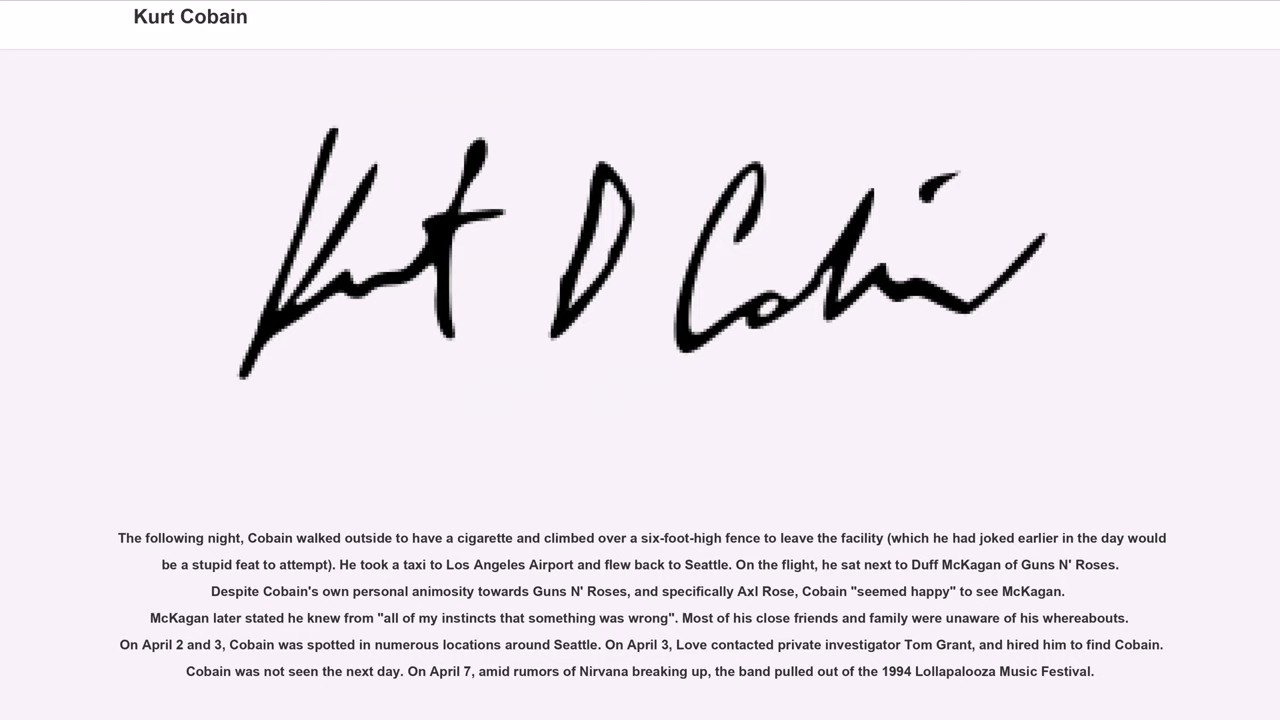 Kurt Cobain
Kurt D Cobain
The following night, Cobain walked outside to have a cigarette and climbed over a six-foot-high fence to leave the facility (which he had joked earlier in the day would
be a stupid feat to attempt). He took a taxi to Los Angeles Airport and flew back to Seattle. On the flight, he sat next to Duff McKagan of Guns N' Roses.
Despite Cobain's own personal animosity towards Guns N' Roses, and specifically Axl Rose, Cobain "seemed happy" to see McKagan.
McKagan later stated he knew from "all of my instincts that something was wrong". Most of his close friends and family were unaware of his whereabouts.
On April 2 and 3, Cobain was spotted in numerous locations around Seattle. On April 3, Love contacted private investigator Tom Grant, and hired him to find Cobain.
Cobain was not seen the next day. On April 7, amid rumors of Nirvana breaking up, the band pulled out of the 1994 Lollapalooza Music Festival.